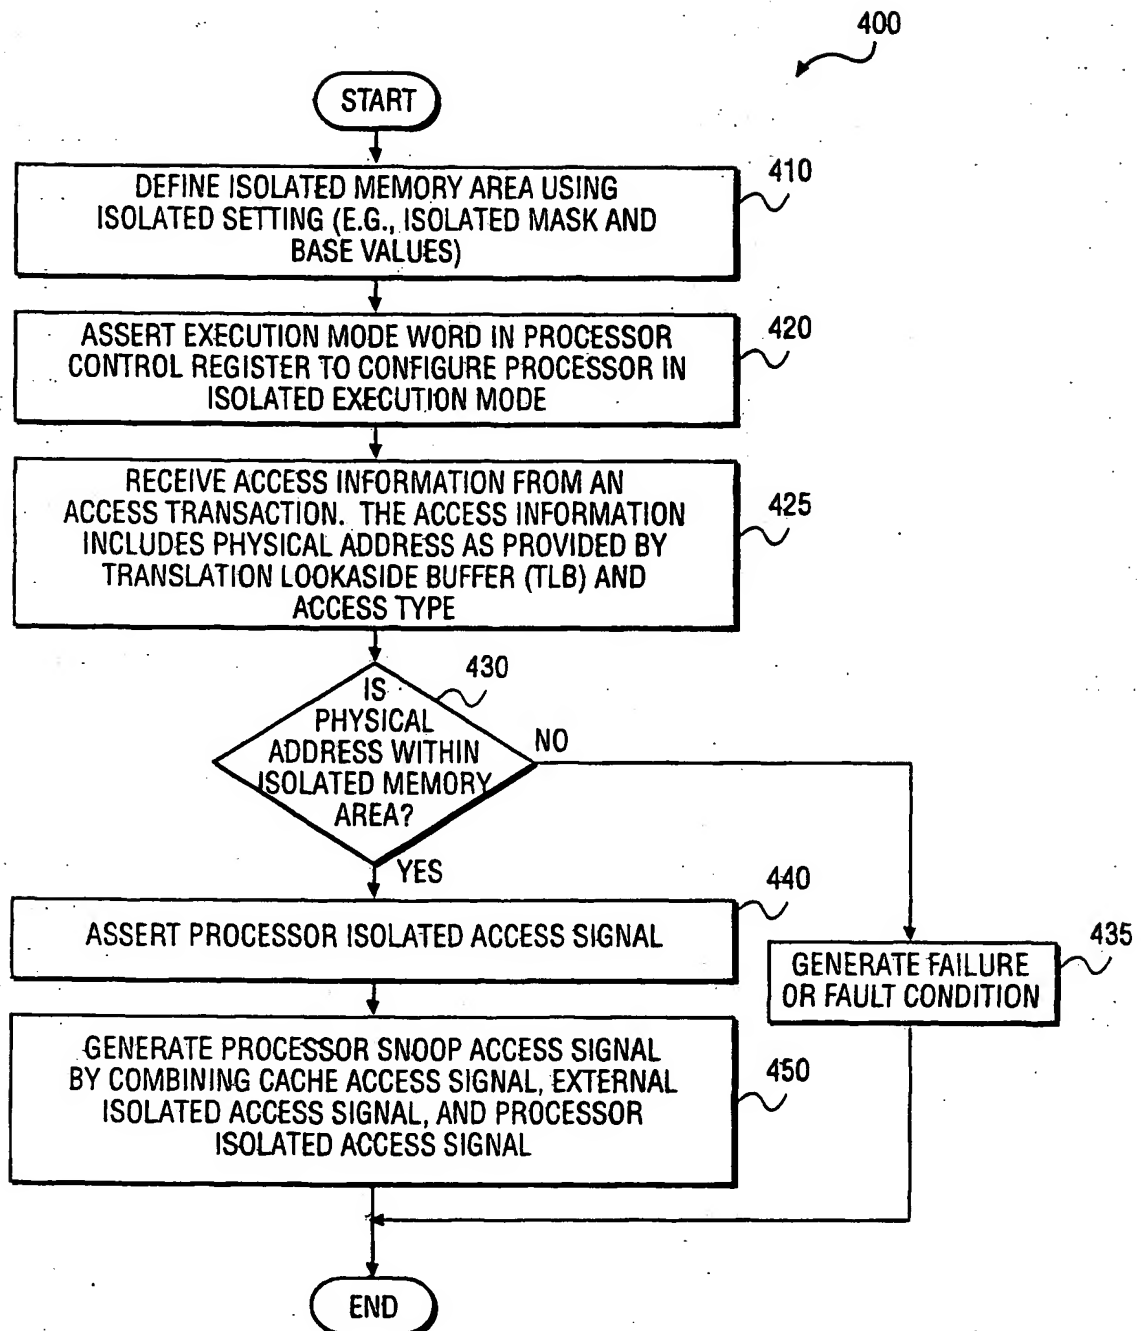 400
START
DEFINE ISOLATED MEMORY AREA USING
ISOLATED SETTING (E.G., ISOLATED MASK AND
BASE VALUES)
410
ASSERT EXECUTION MODE WORD IN PROCESSOR
CONTROL REGISTER TO CONFIGURE PROCESSOR IN
ISOLATED EXECUTION MODE
420
RECEIVE ACCESS INFORMATION FROM AN
ACCESS TRANSACTION. THE ACCESS INFORMATION
INCLUDES PHYSICAL ADDRESS AS PROVIDED BY
TRANSLATION LOOKASIDE BUFFER (TLB) AND
ACCESS TYPE
425
IS
PHYSICAL
ADDRESS WITHIN
ISOLATED MEMORY
AREA?
430
NO
YES
ASSERT PROCESSOR ISOLATED ACCESS SIGNAL
440
GENERATE FAILURE
OR FAULT CONDITION
435
GENERATE PROCESSOR SNOOP ACCESS SIGNAL
BY COMBINING CACHE ACCESS SIGNAL, EXTERNAL
ISOLATED ACCESS SIGNAL, AND PROCESSOR
ISOLATED ACCESS SIGNAL
450
END